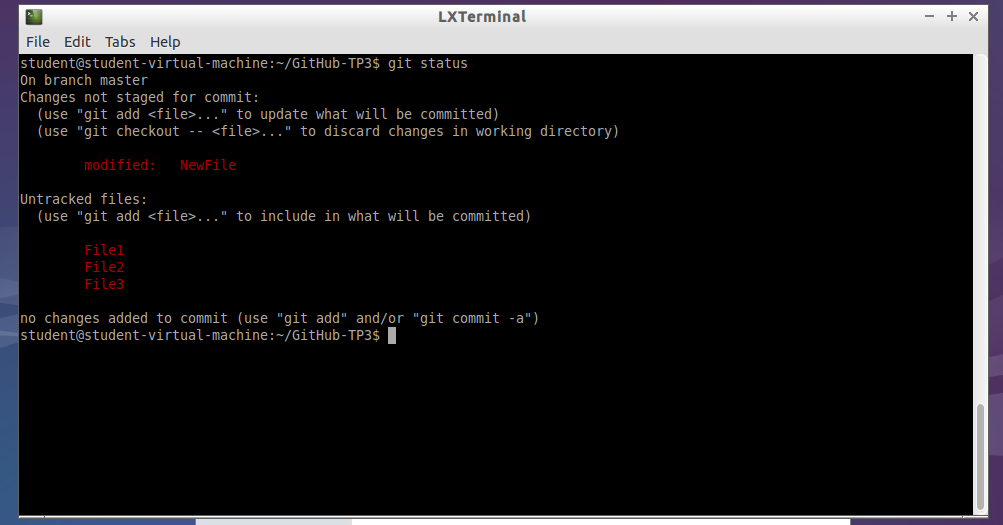 LXTerminal
File Edit Tabs Help
student@student-virtual-machine:~/GitHub-TP3$ git status
On branch master
Changes not staged for commit:
  (use "git add <file>..." to update what will be committed)
  (use "git checkout -- <file>..." to discard changes in working directory)
        modified:   NewFile
Untracked files:
  (use "git add <file>..." to include in what will be committed)
        File1
        File2
        File3
no changes added to commit (use "git add" and/or "git commit -a")
student@student-virtual-machine:~/GitHub-TP3$